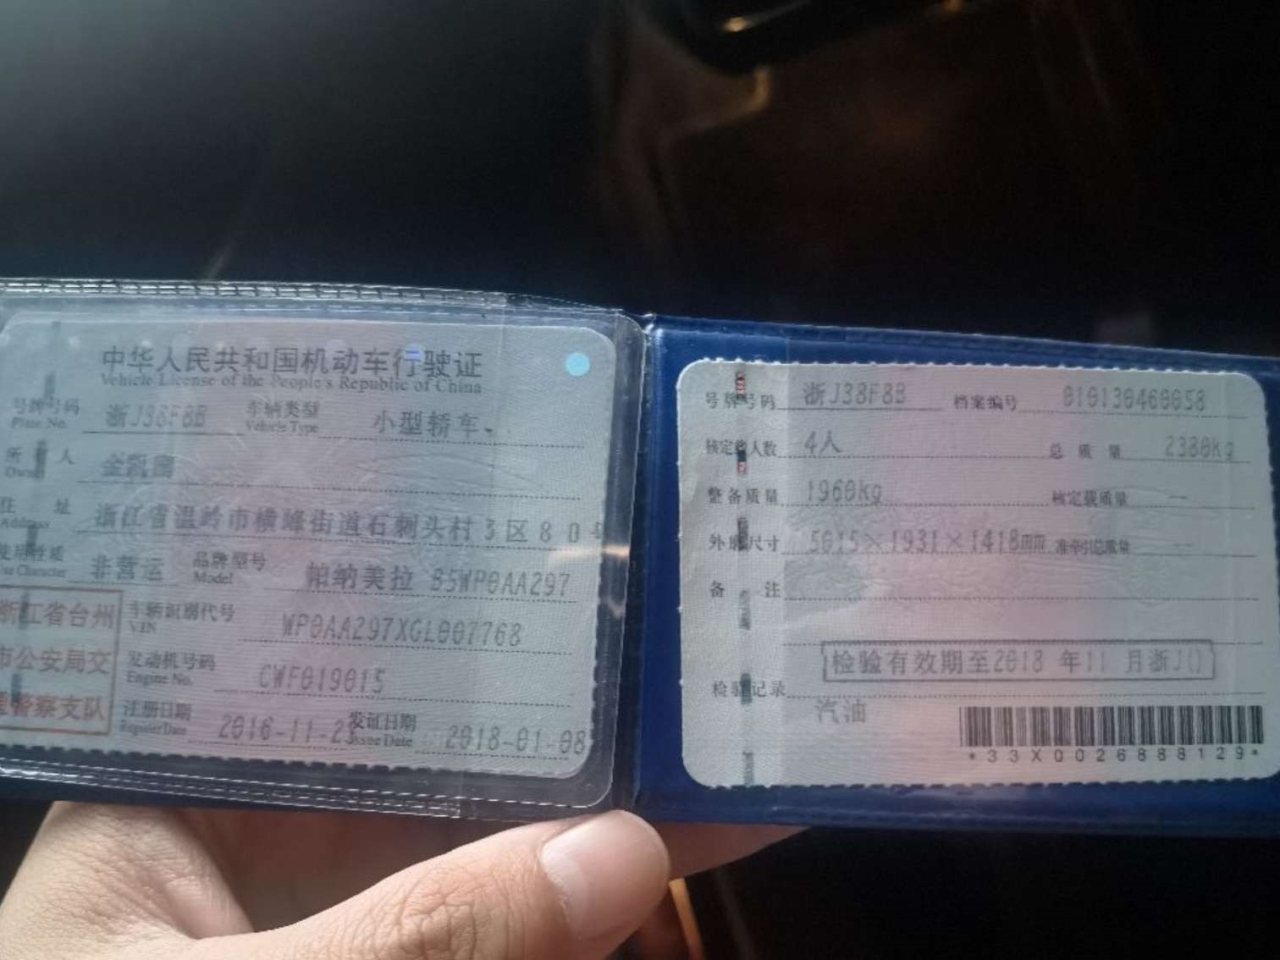 中华人民共和国机动车行驶证
Vehicle License of the People's Republic of China
号牌号码 浙J38F8B 车辆类型 小型轿车
Plate No. Vehicle Type
所有人
Owner
住址 浙江省温岭市横峰街道石刺头村3区80号
Address
使用性质 非营运 品牌型号 帕纳美拉 BSWP0AA297
Use Character Model
车辆识别代号 WP0AA297XGL007768
VIN
发动机号码 CWF019015
Engine No.
注册日期 2016-11-23 发证日期 2018-01-08
Register Date Issue Date
浙江省台州
市公安局交
通警察支队
号牌号码 浙J38F8B 档案编号 010130460058
核定载人数 4人 总质量 2380kg
整备质量 1960kg 核定载质量 —
外廓尺寸 5015×1931×1418mm 准牵引总质量 —
备注
检验有效期至2018 年11 月浙J()
检验记录
汽油
*33X0026888129*